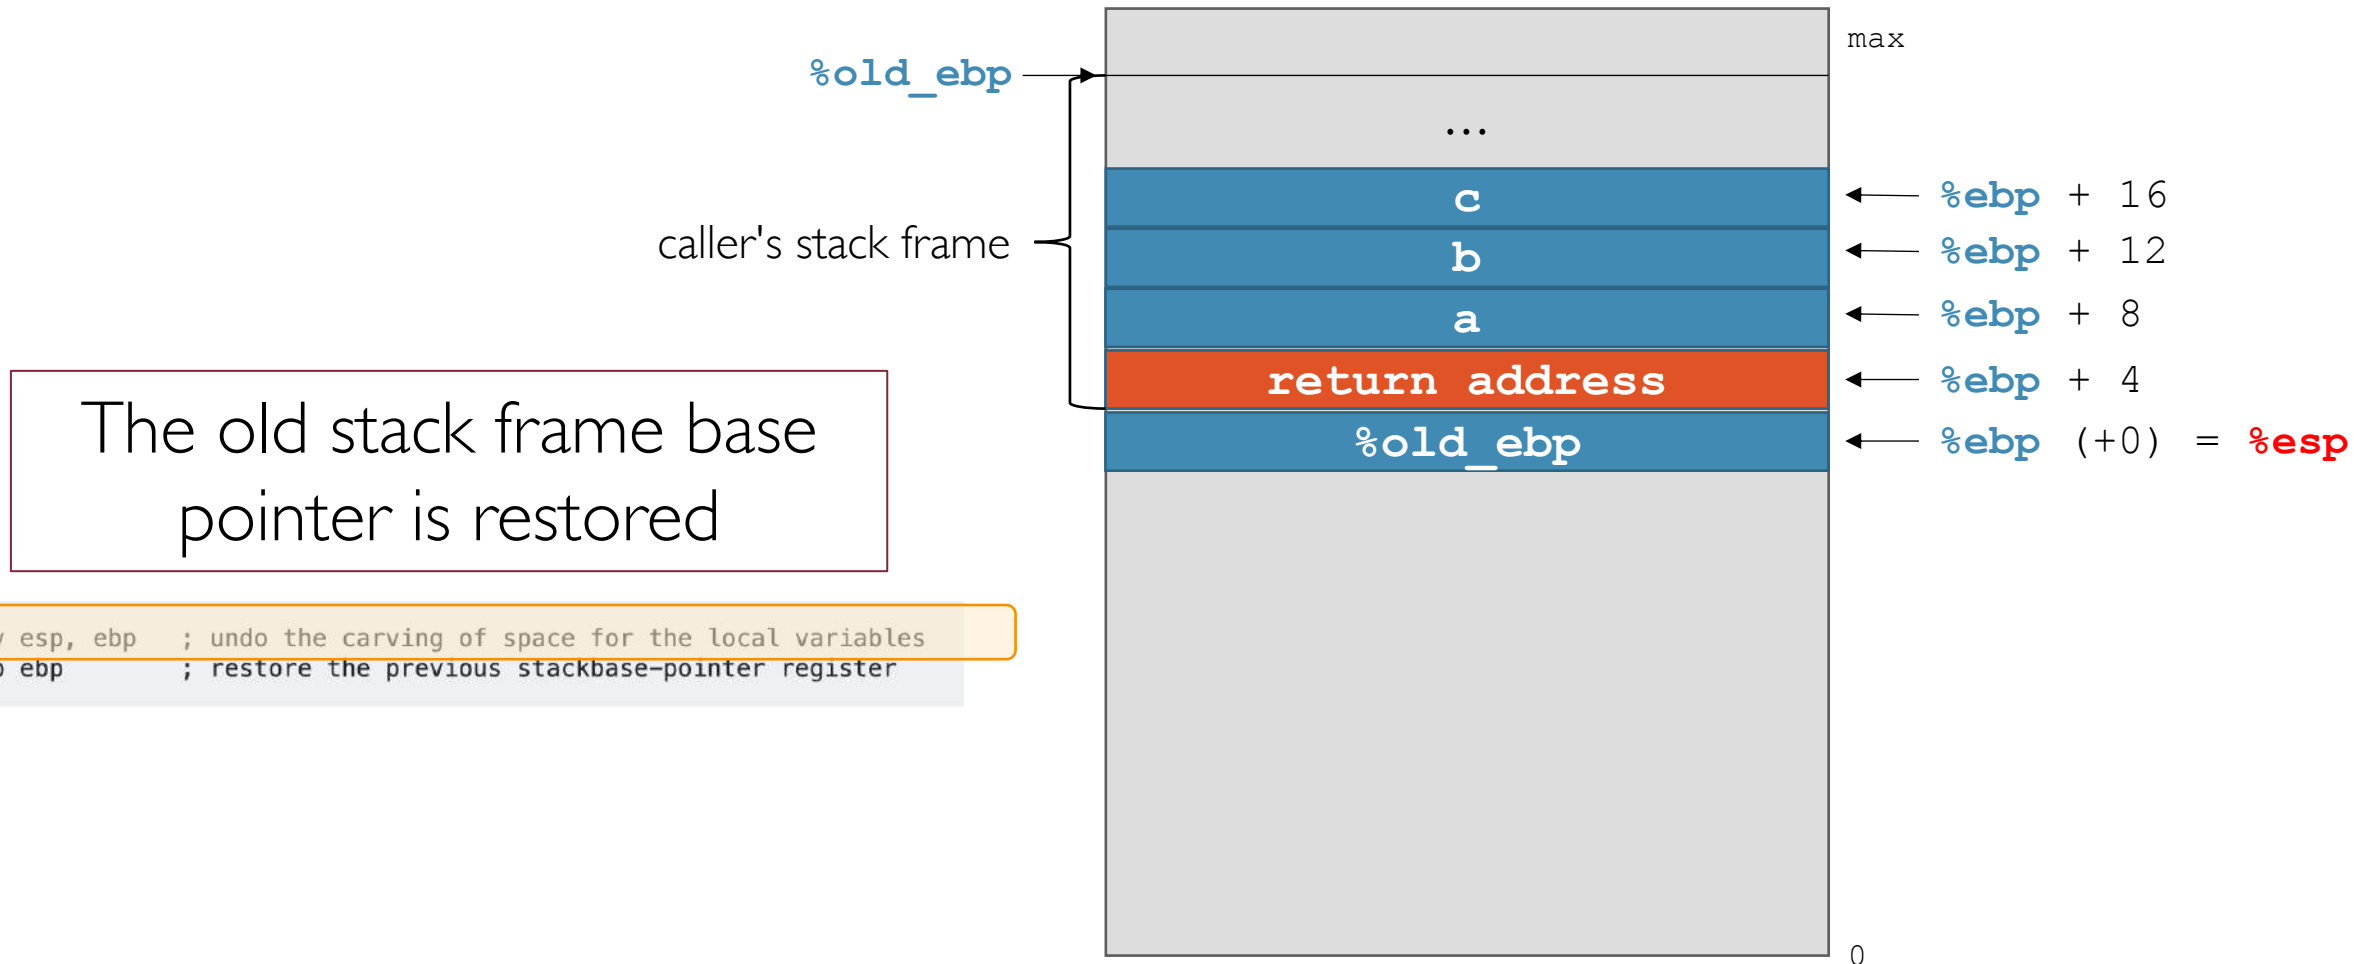 max
%old_ebp
...
c
%ebp + 16
caller's stack frame
b
%ebp + 12
a
%ebp + 8
return address
%ebp + 4
%old_ebp
%ebp (+0) = %esp
The old stack frame base
pointer is restored
esp, ebp ; undo the carving of space for the local variables
ebp ; restore the previous stackbase-pointer register
0